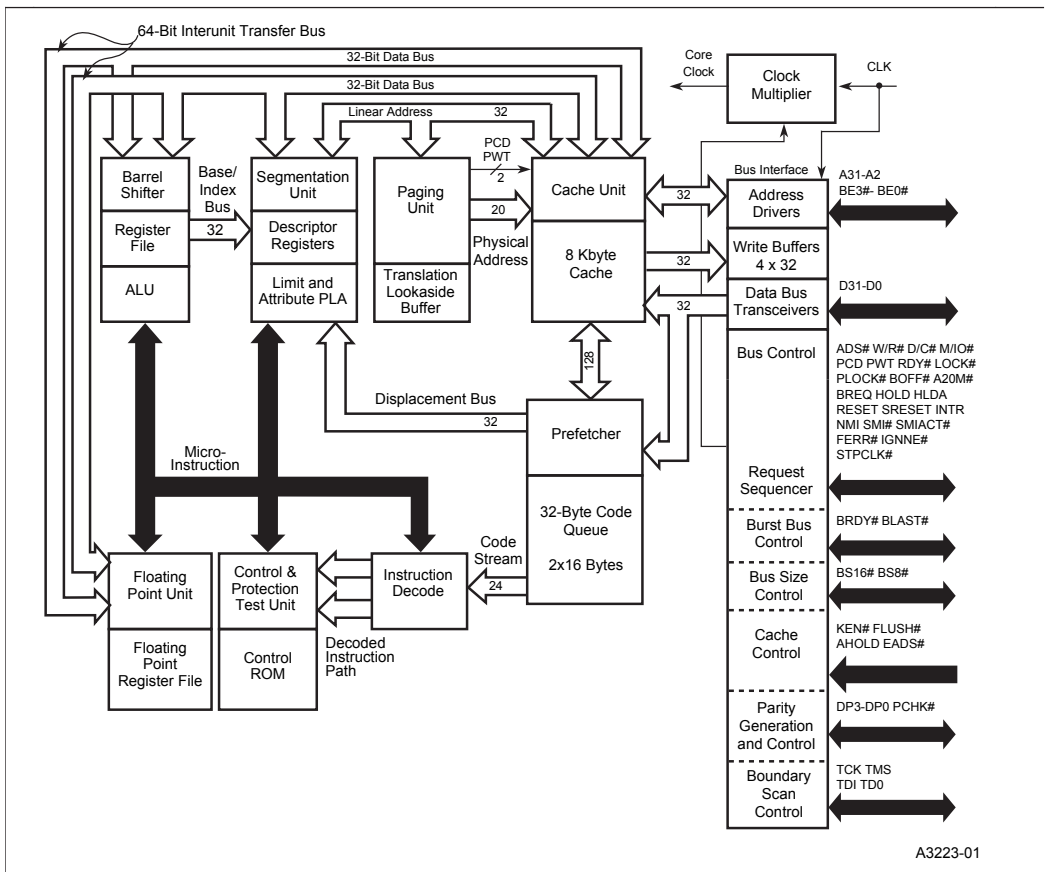 64-Bit Interunit Transfer Bus
32-Bit Data Bus
32-Bit Data Bus
Linear Address
32
Core
Clock
Clock
Multiplier
CLK
PCD
PWT
2
Barrel
Shifter
Register
File
ALU
Base/
Index
Bus
32
Segmentation
Unit
Descriptor
Registers
Limit and
Attribute PLA
Paging
Unit
Translation
Lookaside
Buffer
20
Physical
Address
Cache Unit
8 Kbyte
Cache
32
32
32
128
Bus Interface
Address
Drivers
Write Buffers
4 x 32
Data Bus
Transceivers
Bus Control
Request
Sequencer
Burst Bus
Control
Bus Size
Control
Cache
Control
Parity
Generation
and Control
Boundary
Scan
Control
A31-A2
BE3#- BE0#
D31-D0
ADS# W/R# D/C# M/IO#
PCD PWT RDY# LOCK#
PLOCK# BOFF# A20M#
BREQ HOLD HLDA
RESET SRESET INTR
NMI SMI# SMIACT#
FERR# IGNNE#
STPCLK#
BRDY# BLAST#
BS16# BS8#
KEN# FLUSH#
AHOLD EADS#
DP3-DP0 PCHK#
TCK TMS
TDI TD0
Displacement Bus
32
Prefetcher
32-Byte Code
Queue
2x16 Bytes
Micro-
Instruction
Code
Stream
24
Floating
Point Unit
Floating
Point
Register File
Control &
Protection
Test Unit
Control
ROM
Instruction
Decode
Decoded
Instruction
Path
A3223-01